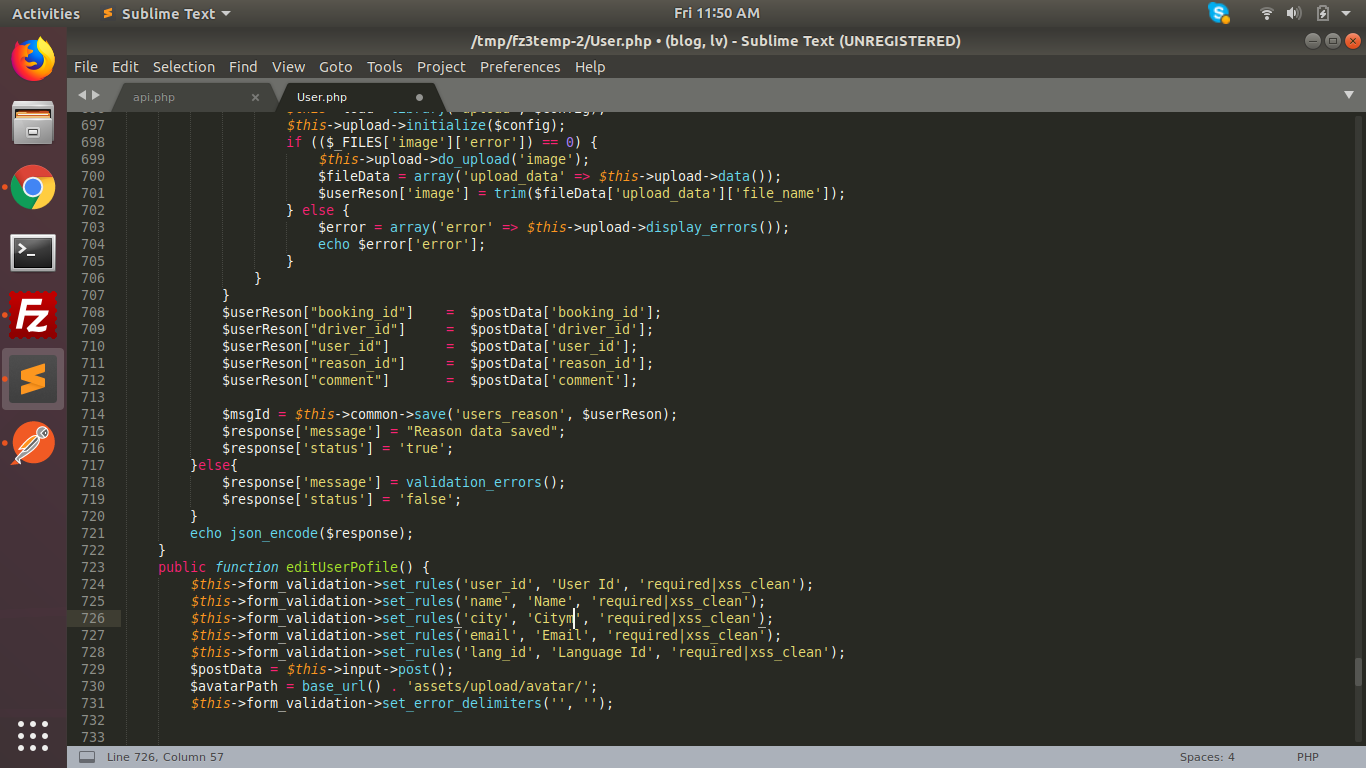 Activities
Sublime Text
Fri 11:50 AM
/tmp/fz3temp-2/User.php • (blog, lv) - Sublime Text (UNREGISTERED)
File Edit Selection Find View Goto Tools Project Preferences Help
api.php
User.php
697 $this->upload->initialize($config);
698 if (($_FILES['image']['error']) == 0) {
699 $this->upload->do_upload('image');
700 $fileData = array('upload_data' => $this->upload->data());
701 $userReson['image'] = trim($fileData['upload_data']['file_name']);
702 } else {
703 $error = array('error' => $this->upload->display_errors());
704 echo $error['error'];
705 }
706 }
707 }
708 $userReson["booking_id"] = $postData['booking_id'];
709 $userReson["driver_id"] = $postData['driver_id'];
710 $userReson["user_id"] = $postData['user_id'];
711 $userReson["reason_id"] = $postData['reason_id'];
712 $userReson["comment"] = $postData['comment'];
713
714 $msgId = $this->common->save('users_reason', $userReson);
715 $response['message'] = "Reason data saved";
716 $response['status'] = 'true';
717 }else{
718 $response['message'] = validation_errors();
719 $response['status'] = 'false';
720 }
721 echo json_encode($response);
722 }
723 public function editUserPofile() {
724 $this->form_validation->set_rules('user_id', 'User Id', 'required|xss_clean');
725 $this->form_validation->set_rules('name', 'Name', 'required|xss_clean');
726 $this->form_validation->set_rules('city', 'Citym', 'required|xss_clean');
727 $this->form_validation->set_rules('email', 'Email', 'required|xss_clean');
728 $this->form_validation->set_rules('lang_id', 'Language Id', 'required|xss_clean');
729 $postData = $this->input->post();
730 $avatarPath = base_url() . 'assets/upload/avatar/';
731 $this->form_validation->set_error_delimiters('', '');
732
733
Line 726, Column 57
Spaces: 4
PHP